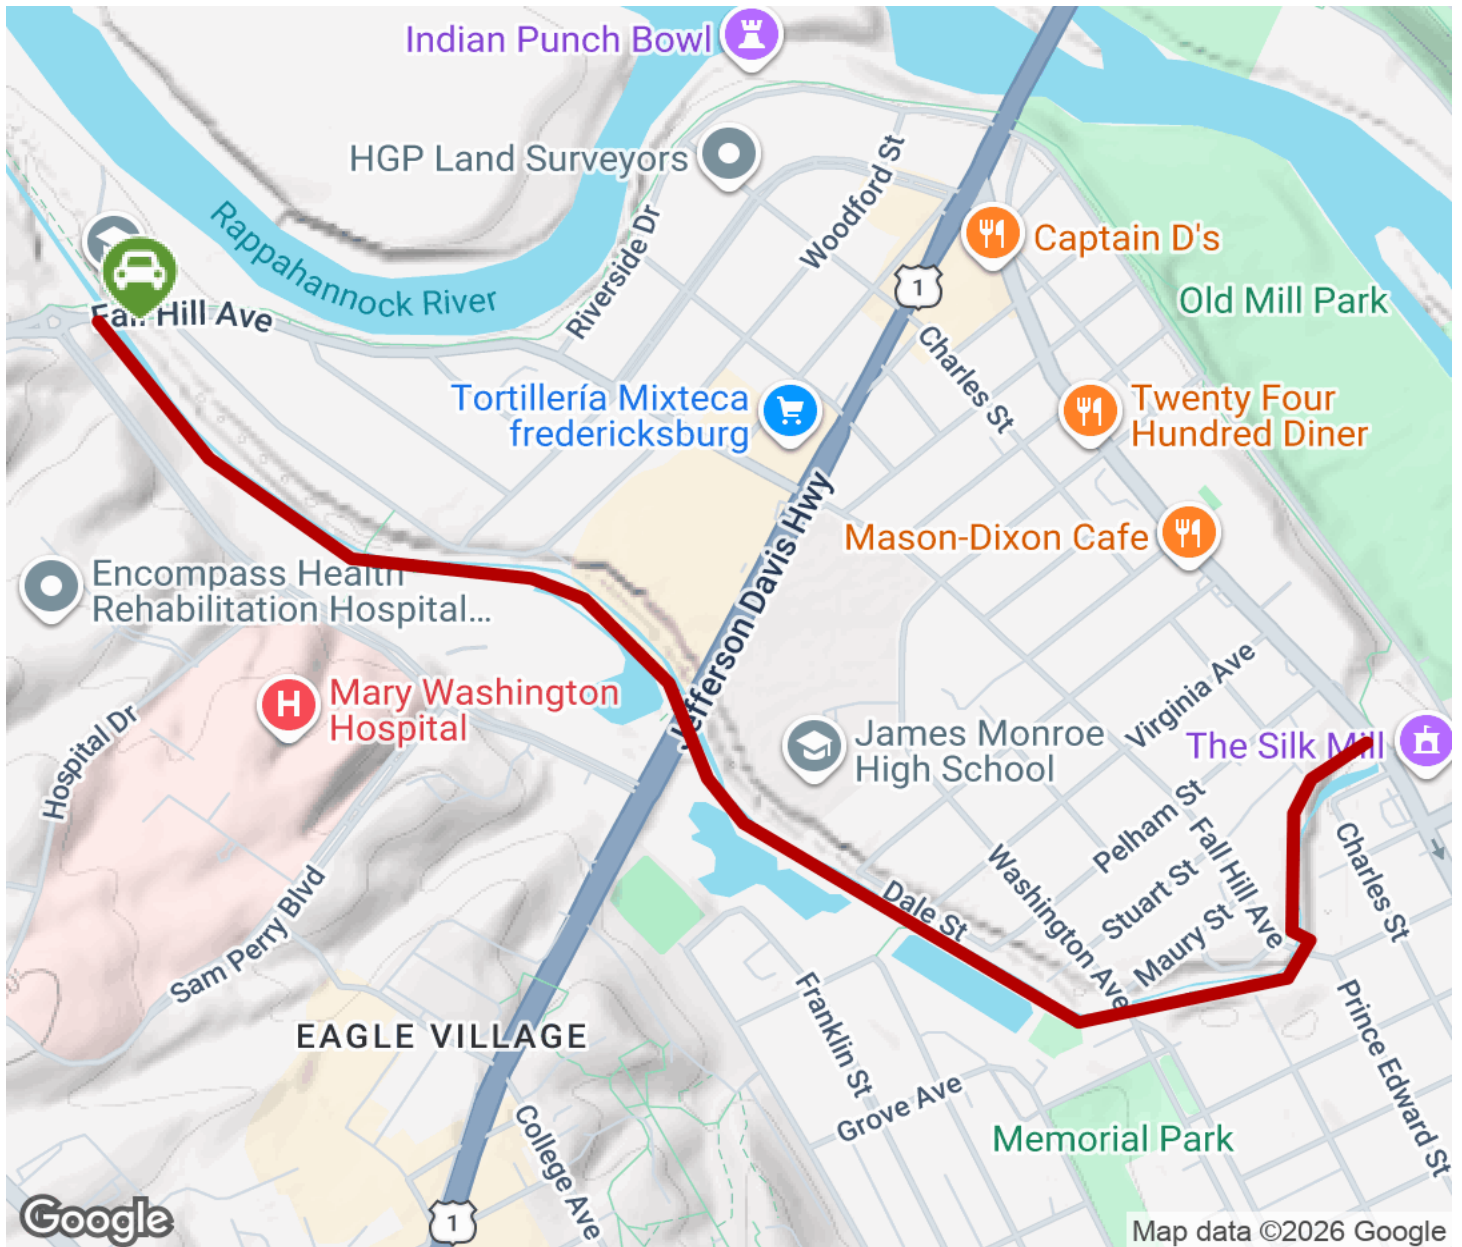 Indian Punch Bowl
HGP Land Surveyors
Woodford St
Captain D's
Rappahannock River
Riverside Dr
1
Old Mill Park
Fall Hill Ave
Charles St
Tortillería Mixteca
fredericksburg
Twenty Four
Hundred Diner
Jefferson Davis Hwy
Mason-Dixon Cafe
Encompass Health
Rehabilitation Hospital...
H
Mary Washington
Hospital
Virginia Ave
Hospital Dr
James Monroe
High School
The Silk Mill
Pelham St
Fall Hill Ave
Charles St
Washington Ave
Stuart St
Dale St
Maury St
Sam Perry Blvd
Franklin St
Prince Edward St
EAGLE VILLAGE
Grove Ave
College Ave
Memorial Park
1
Google
Map data ©2026 Google